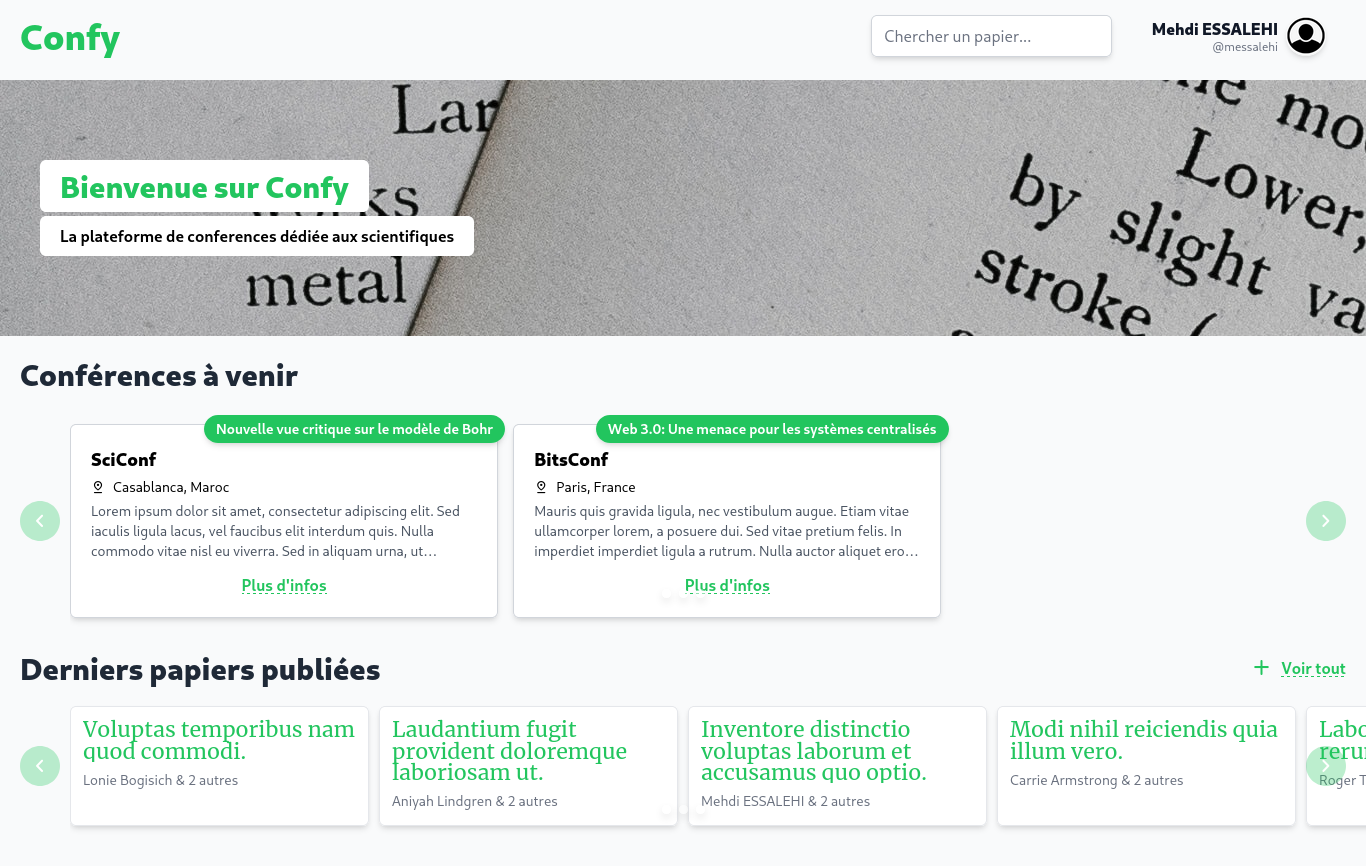 Confy
Chercher un papier...
Mehdi ESSALEHI
@messalehi
Lar
works
metal
the mo
Lower,
by slight va
stroke (
Bienvenue sur Confy
La plateforme de conferences dédiée aux scientifiques
Conférences à venir
Nouvelle vue critique sur le modèle de Bohr
SciConf
Casablanca, Maroc
Lorem ipsum dolor sit amet, consectetur adipiscing elit. Sed
iaculis ligula lacus, vel faucibus elit interdum quis. Nulla
commodo vitae nisl eu viverra. Sed in aliquam urna, ut...
Plus d'infos
Web 3.0: Une menace pour les systèmes centralisés
BitsConf
Paris, France
Mauris quis gravida ligula, nec vestibulum augue. Etiam vitae
ullamcorper lorem, a posuere dui. Sed vitae pretium felis. In
imperdiet imperdiet ligula a rutrum. Nulla auctor aliquet ero...
Plus d'infos
Derniers papiers publiées
Voir tout
Voluptas temporibus nam
quod commodi.
Lonie Bogisich & 2 autres
Laudantium fugit
provident doloremque
laboriosam ut.
Aniyah Lindgren & 2 autres
Inventore distinctio
voluptas laborum et
accusamus quo optio.
Mehdi ESSALEHI & 2 autres
Modi nihil reiciendis quia
illum vero.
Carrie Armstrong & 2 autres
Labo
rerun
Roger T